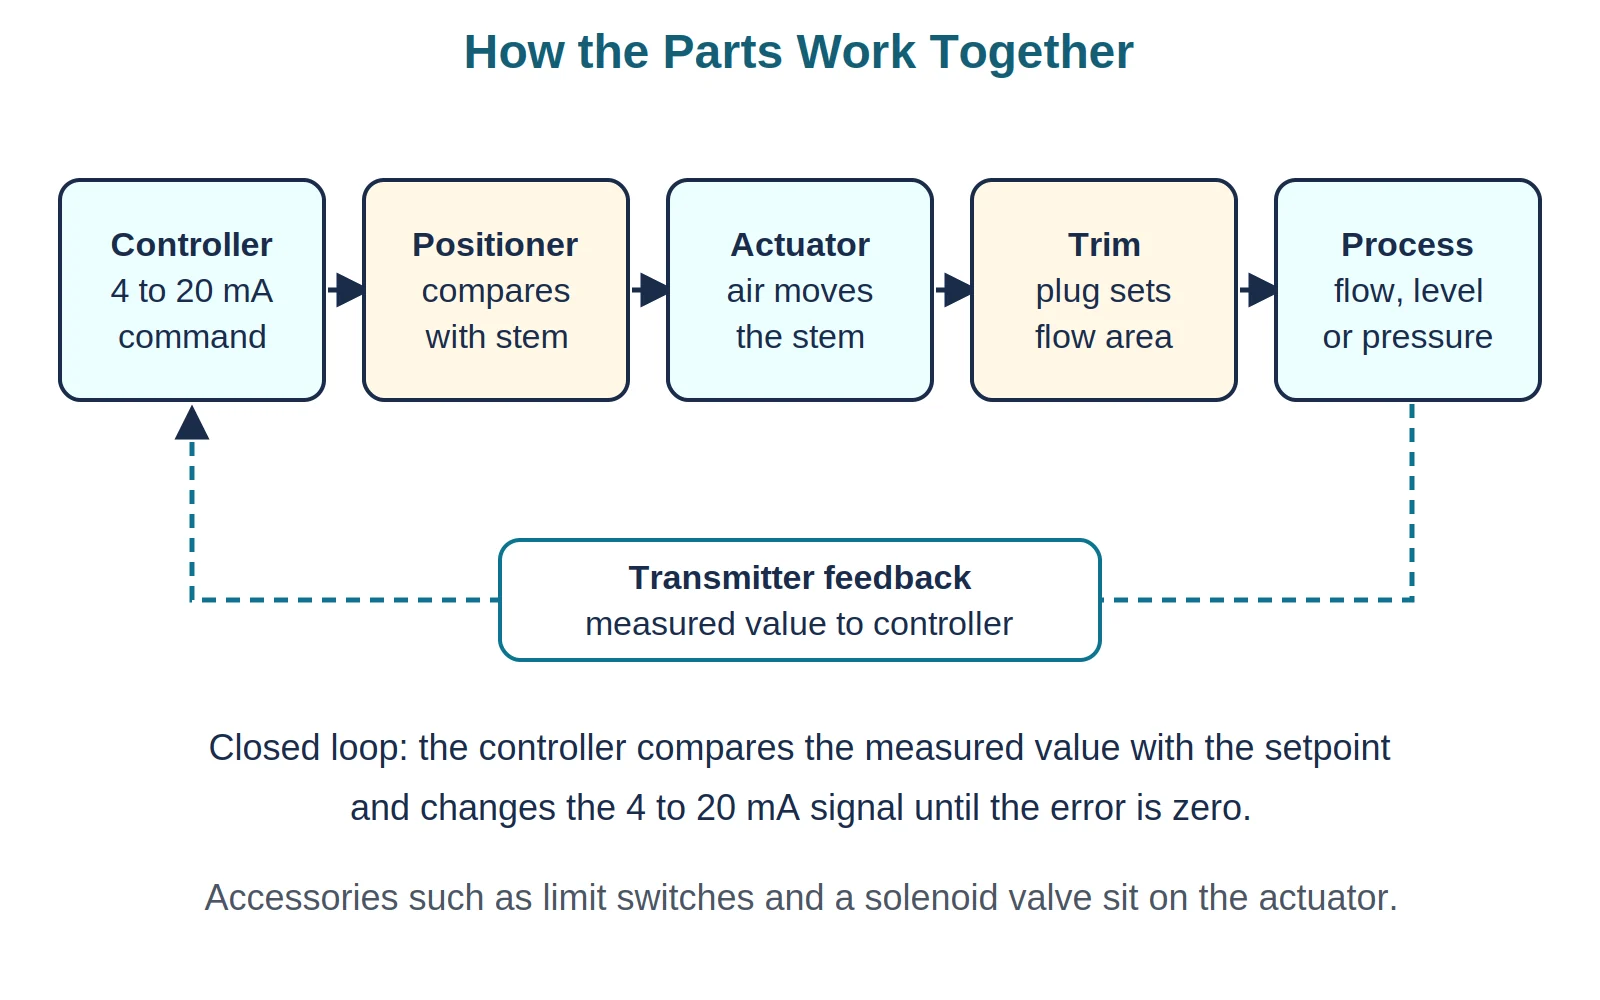 How the Parts Work Together
Controller
4 to 20 mA
command
Positioner
compares
with stem
Actuator
air moves
the stem
Trim
plug sets
flow area
Process
flow, level
or pressure
Transmitter feedback
measured value to controller
Closed loop: the controller compares the measured value with the setpoint
and changes the 4 to 20 mA signal until the error is zero.
Accessories such as limit switches and a solenoid valve sit on the actuator.